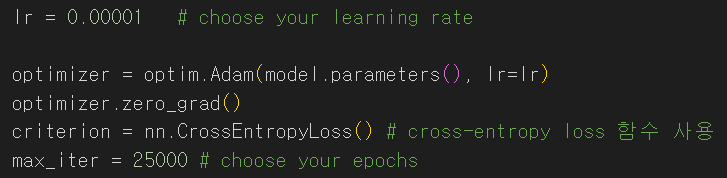 lr = 0.00001   # choose your learning rate
optimizer = optim.Adam(model.parameters(), lr=lr)
optimizer.zero_grad()
criterion = nn.CrossEntropyLoss() # cross-entropy loss 함수 사용
max_iter = 25000 # choose your epochs